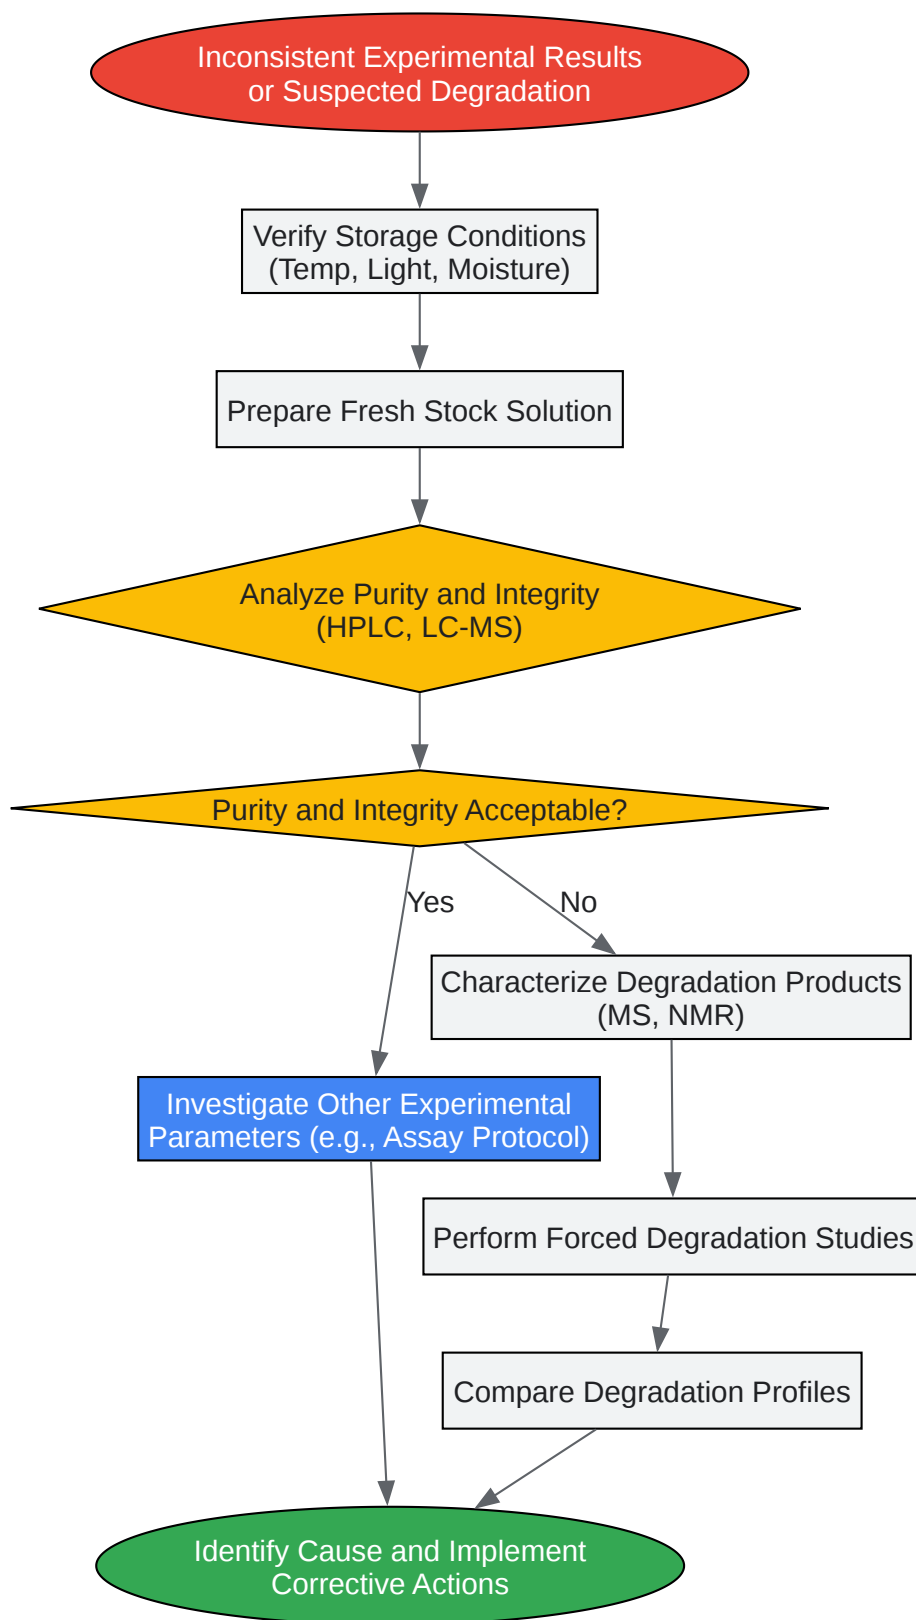 Inconsistent Experimental Results
or Suspected Degradation
Verify Storage Conditions
(Temp, Light, Moisture)
Prepare Fresh Stock Solution
Analyze Purity and Integrity
(HPLC, LC-MS)
Purity and Integrity Acceptable?
Yes
No
Characterize Degradation Products
(MS, NMR)
Investigate Other Experimental
Parameters (e.g., Assay Protocol)
Perform Forced Degradation Studies
Compare Degradation Profiles
Identify Cause and Implement
Corrective Actions